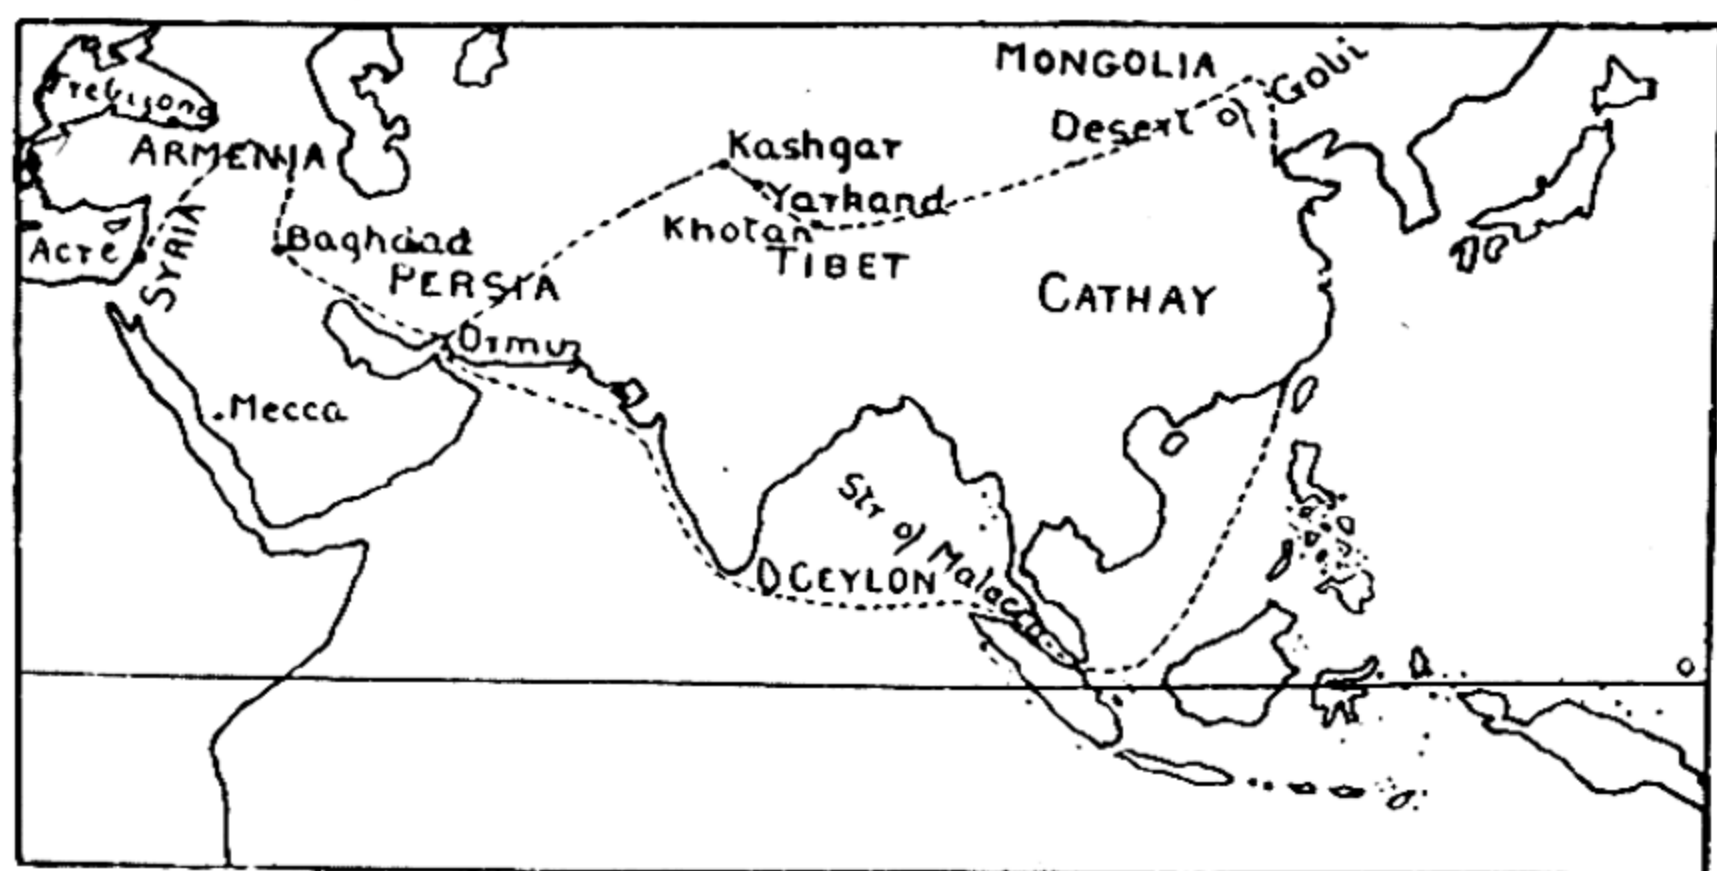 MONGOLIA
Gobi
Desert of
Trebizond
ARMENIA
Kashgar
Yarkand
Khotan
TIBET
SYRIA
Acre
Baghdad
PERSIA
CATHAY
Ormuz
Mecca
Str of Malacca
CEYLON
0